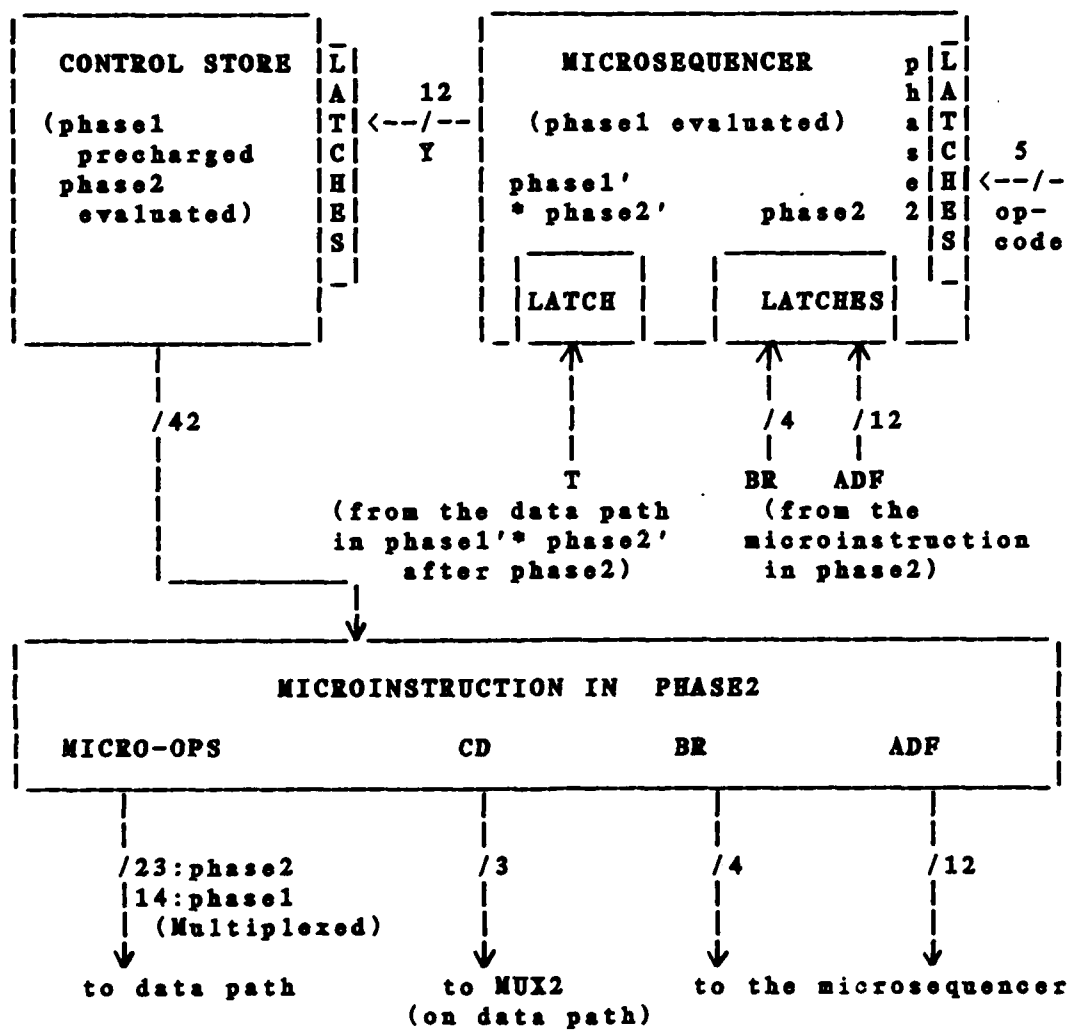 CONTROL STORE
LATCHES
(phase1
precharged
phase2
evaluated)
12
<--/--
Y
MICROSEQUENCER
(phase1 evaluated)
phase1'
* phase2'
phase2
phase2
LATCHES
5
<--/-
op-
code
LATCH
LATCHES
/42
/4
/12
T
BR
ADF
(from the data path
in phase1'* phase2'
after phase2)
(from the
microinstruction
in phase2)
MICROINSTRUCTION IN PHASE2
MICRO-OPS
CD
BR
ADF
/23:phase2
14:phase1
(Multiplexed)
/3
/4
/12
to data path
to MUX2
(on data path)
to the microsequencer